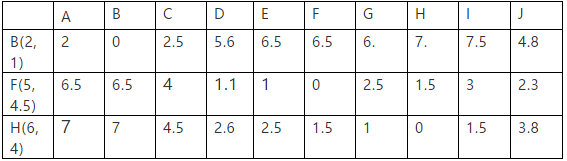 A B C D E F G H I J
B(2, 1) 2 0 2.5 5.6 6.5 6.5 6. 7. 7.5 4.8
F(5, 4.5) 6.5 6.5 4 1.1 1 0 2.5 1.5 3 2.3
H(6, 4) 7 7 4.5 2.6 2.5 1.5 1 0 1.5 3.8